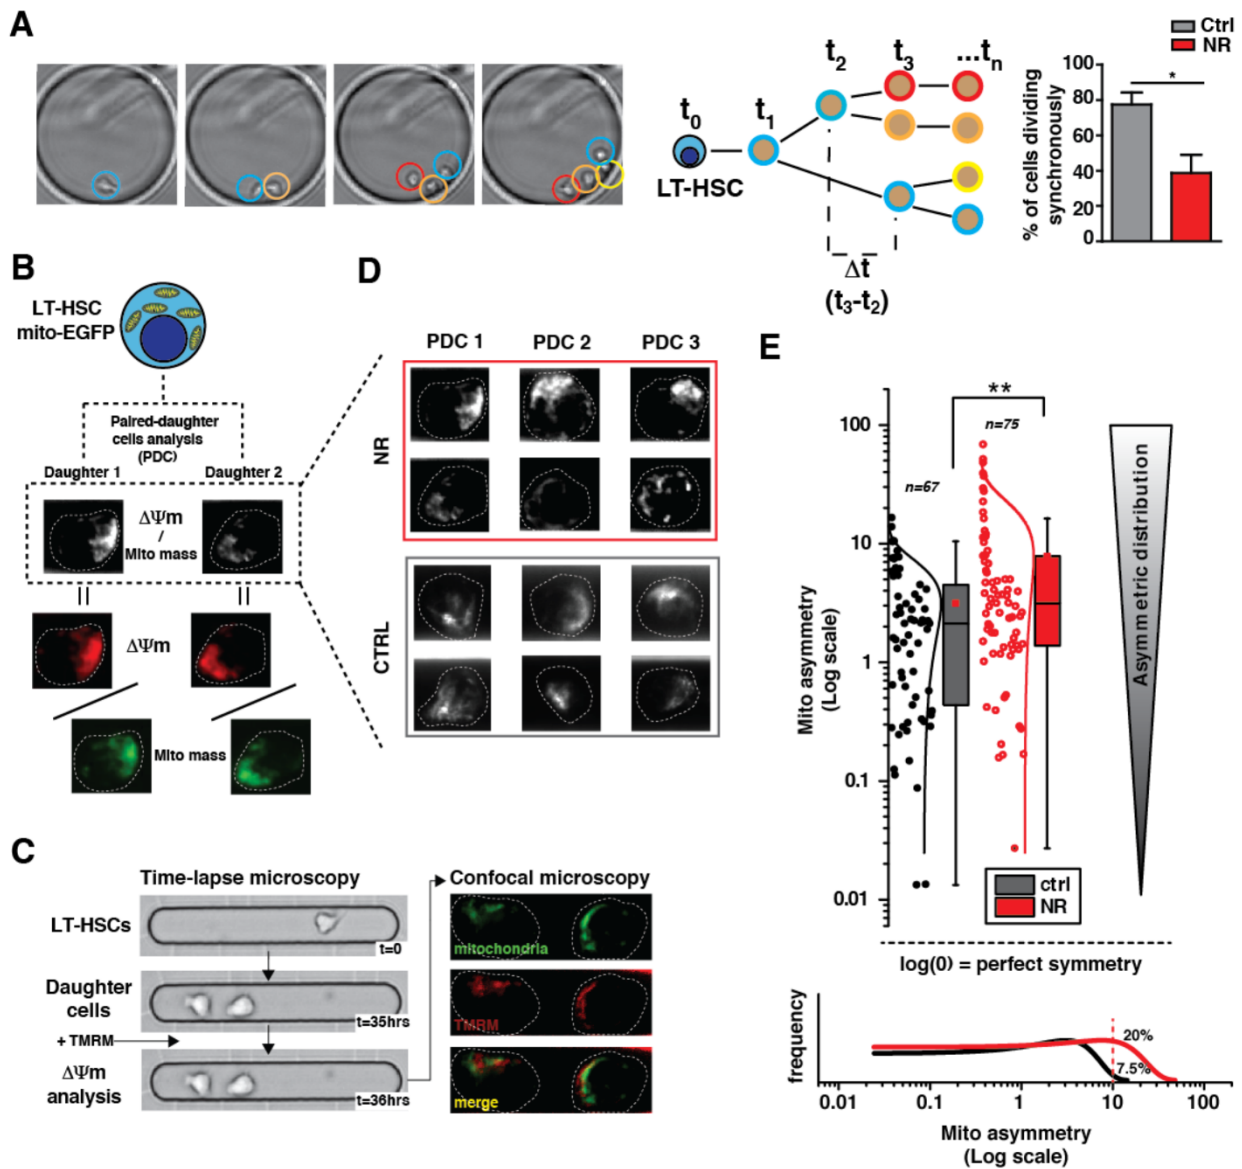 A
t0
t1
t2
t3
...tn
LT-HSC
Δt
(t3-t2)
Ctrl
NR
% of cells dividing
synchronously
100
80
60
40
20
0
*
B
LT-HSC
mito-EGFP
Paired-daughter
cells analysis
(PDC)
Daughter 1
Daughter 2
ΔΨm
/
Mito mass
ΔΨm
Mito mass
D
PDC 1
PDC 2
PDC 3
NR
CTRL
C
Time-lapse microscopy
Confocal microscopy
LT-HSCs
t=0
Daughter
cells
t=35hrs
+ TMRM
ΔΨm
analysis
t=36hrs
mitochondria
TMRM
merge
E
Mito asymmetry
(Log scale)
100
10
1
0.1
0.01
n=67
n=75
**
Asymmetric distribution
ctrl
NR
log(0) = perfect symmetry
frequency
20%
7.5%
0.01
0.1
1
10
100
Mito asymmetry
(Log scale)